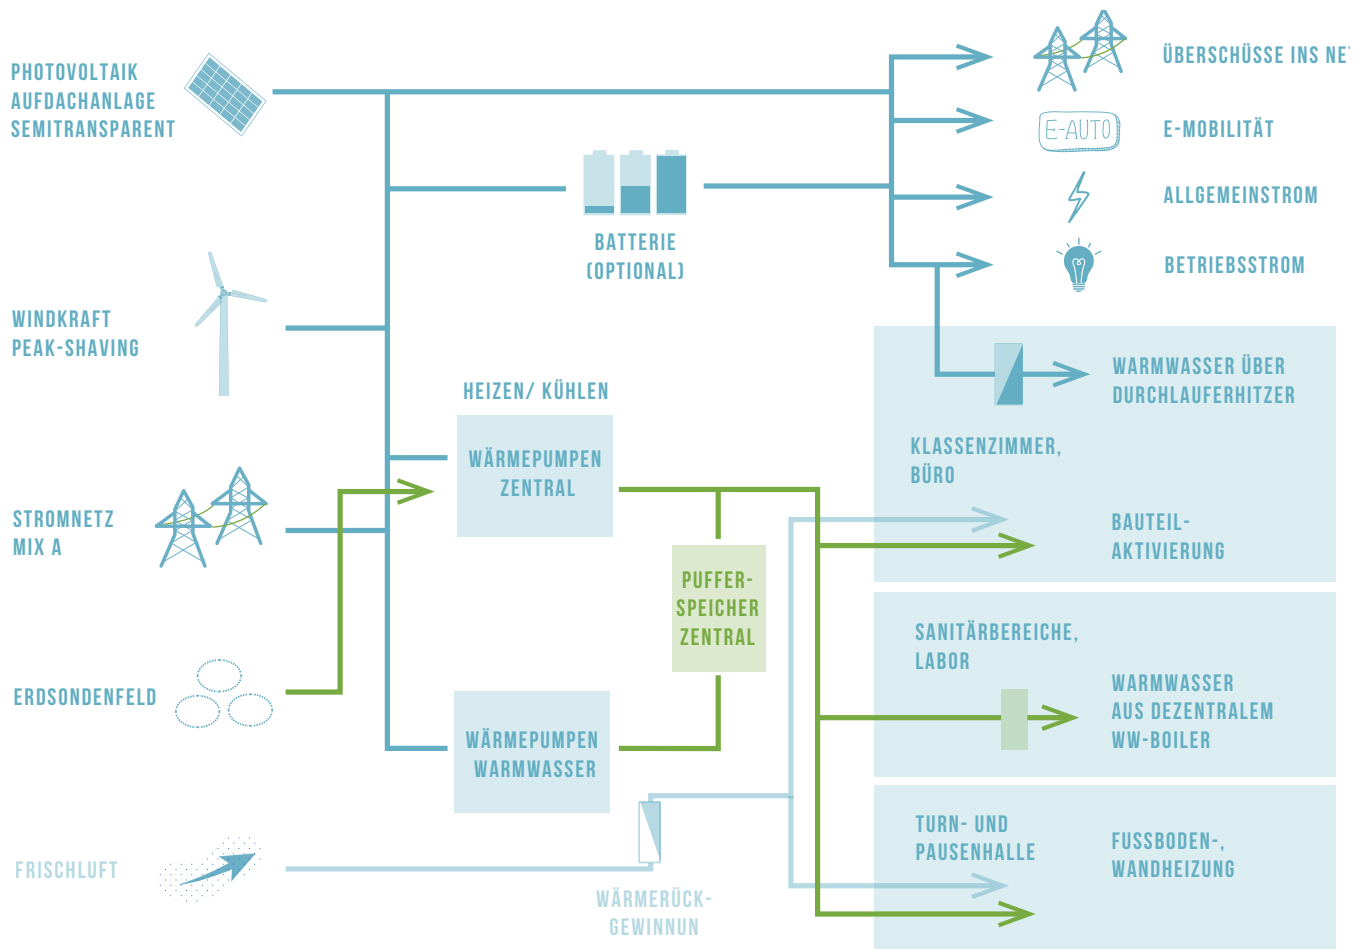 PHOTOVOLTAIK
AUFDACHANLAGE
SEMITRANSPARENT
ÜBERSCHÜSSE INS NET
E-AUTO
E-MOBILITÄT
ALLGEMEINSTROM
BATTERIE
(OPTIONAL)
BETRIEBSSTROM
WINDKRAFT
PEAK-SHAVING
HEIZEN/ KÜHLEN
WARMWASSER ÜBER
DURCHLAUFERHITZER
WÄRMEPUMPEN
ZENTRAL
KLASSENZIMMER,
BÜRO
STROMNETZ
MIX A
BAUTEIL-
AKTIVIERUNG
PUFFER-
SPEICHER
ZENTRAL
SANITÄRBEREICHE,
LABOR
ERDSONDENFELD
WARMWASSER
AUS DEZENTRALEM
WW-BOILER
WÄRMEPUMPEN
WARMWASSER
TURN- UND
PAUSENHALLE
FUSSBODEN-,
WANDHEIZUNG
FRISCHLUFT
WÄRMERÜCK-
GEWINNUN